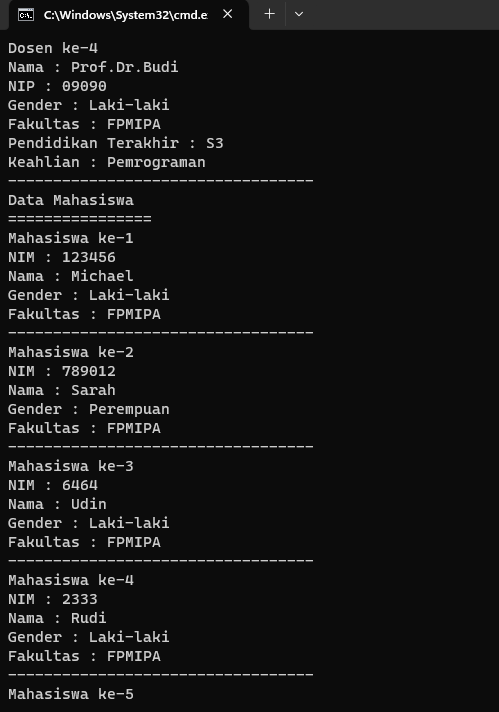 C:\Windows\System32\cmd.e
Dosen ke-4
Nama : Prof.Dr.Budi
NIP : 09090
Gender : Laki-laki
Fakultas : FPMIPA
Pendidikan Terakhir : S3
Keahlian : Pemrograman
----------------------------------
Data Mahasiswa
================
Mahasiswa ke-1
NIM : 123456
Nama : Michael
Gender : Laki-laki
Fakultas : FPMIPA
----------------------------------
Mahasiswa ke-2
NIM : 789012
Nama : Sarah
Gender : Perempuan
Fakultas : FPMIPA
----------------------------------
Mahasiswa ke-3
NIM : 6464
Nama : Udin
Gender : Laki-laki
Fakultas : FPMIPA
----------------------------------
Mahasiswa ke-4
NIM : 2333
Nama : Rudi
Gender : Laki-laki
Fakultas : FPMIPA
----------------------------------
Mahasiswa ke-5